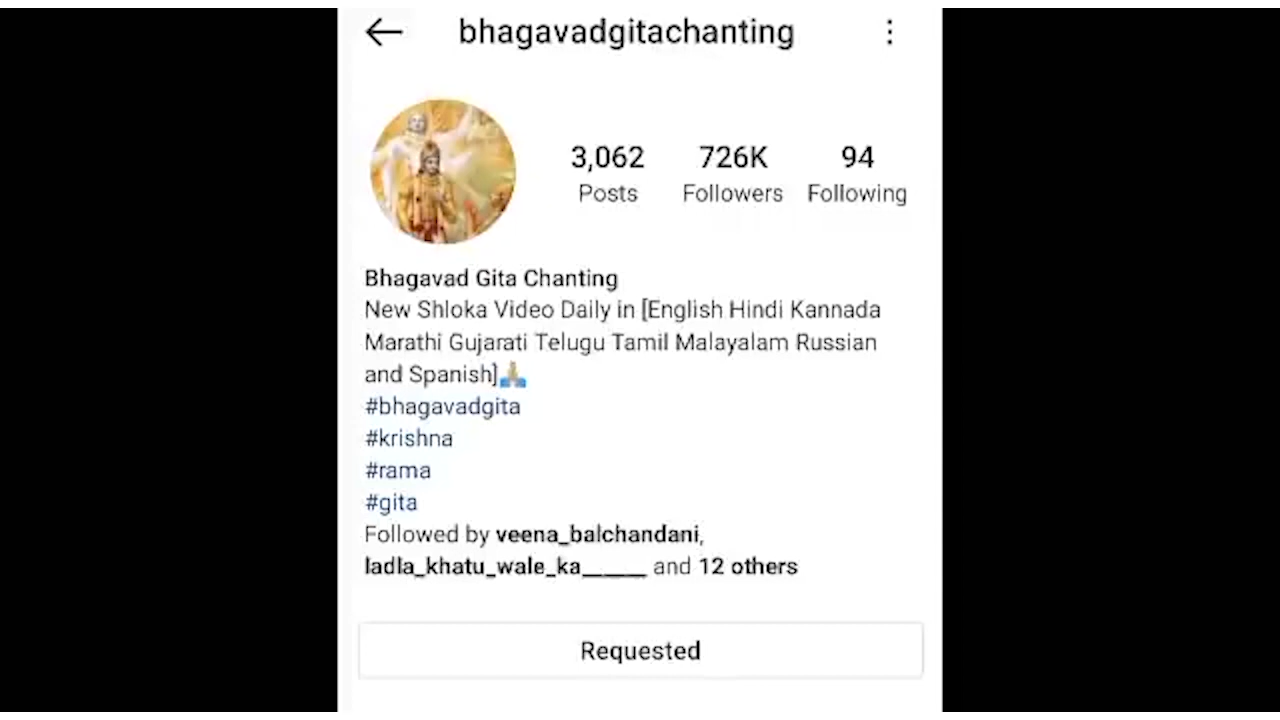 bhagavadgitachanting
3,062 726K 94
Posts Followers Following
Bhagavad Gita Chanting
New Shloka Video Daily in [English Hindi Kannada
Marathi Gujarati Telugu Tamil Malayalam Russian
and Spanish]🙏
#bhagavadgita
#krishna
#rama
#gita
Followed by veena_balchandani,
ladla_khatu_wale_ka______ and 12 others
Requested